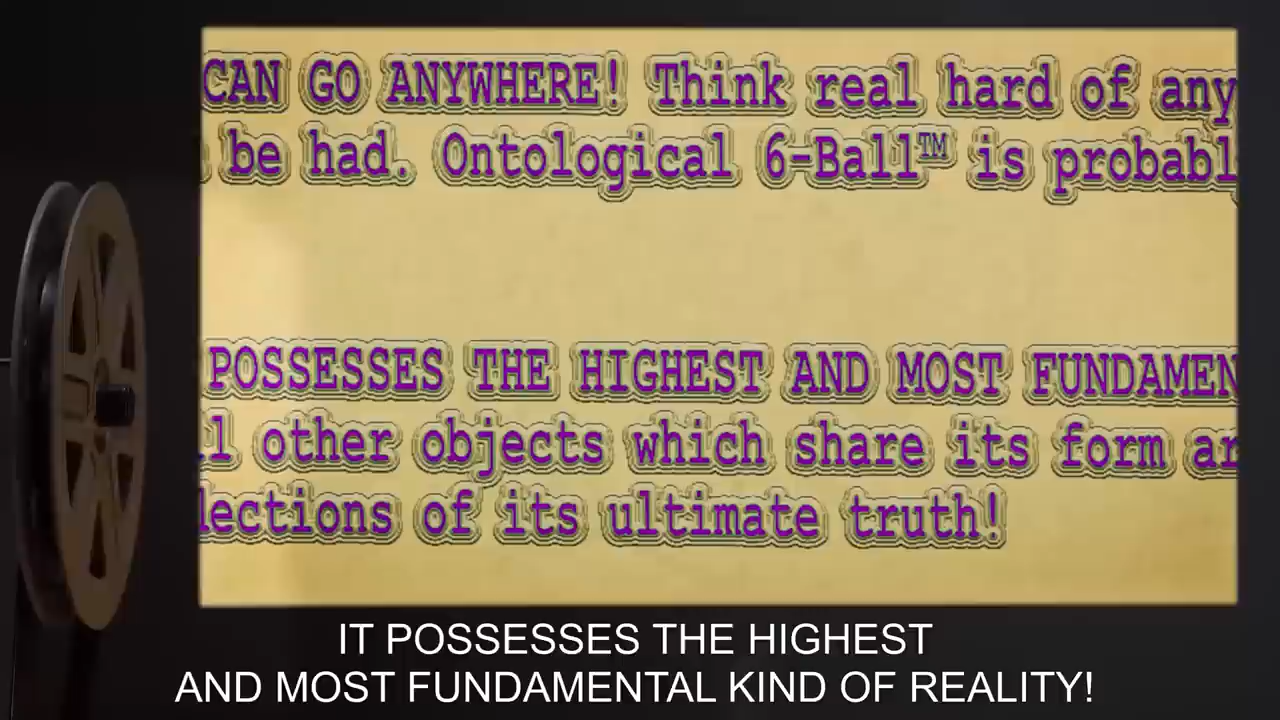 CAN GO ANYWHERE! Think real hard of any
be had. Ontological 6-Ball™ is probabl
POSSESSES THE HIGHEST AND MOST FUNDAMEN
l other objects which share its form ar
lections of its ultimate truth!
IT POSSESSES THE HIGHEST
AND MOST FUNDAMENTAL KIND OF REALITY!